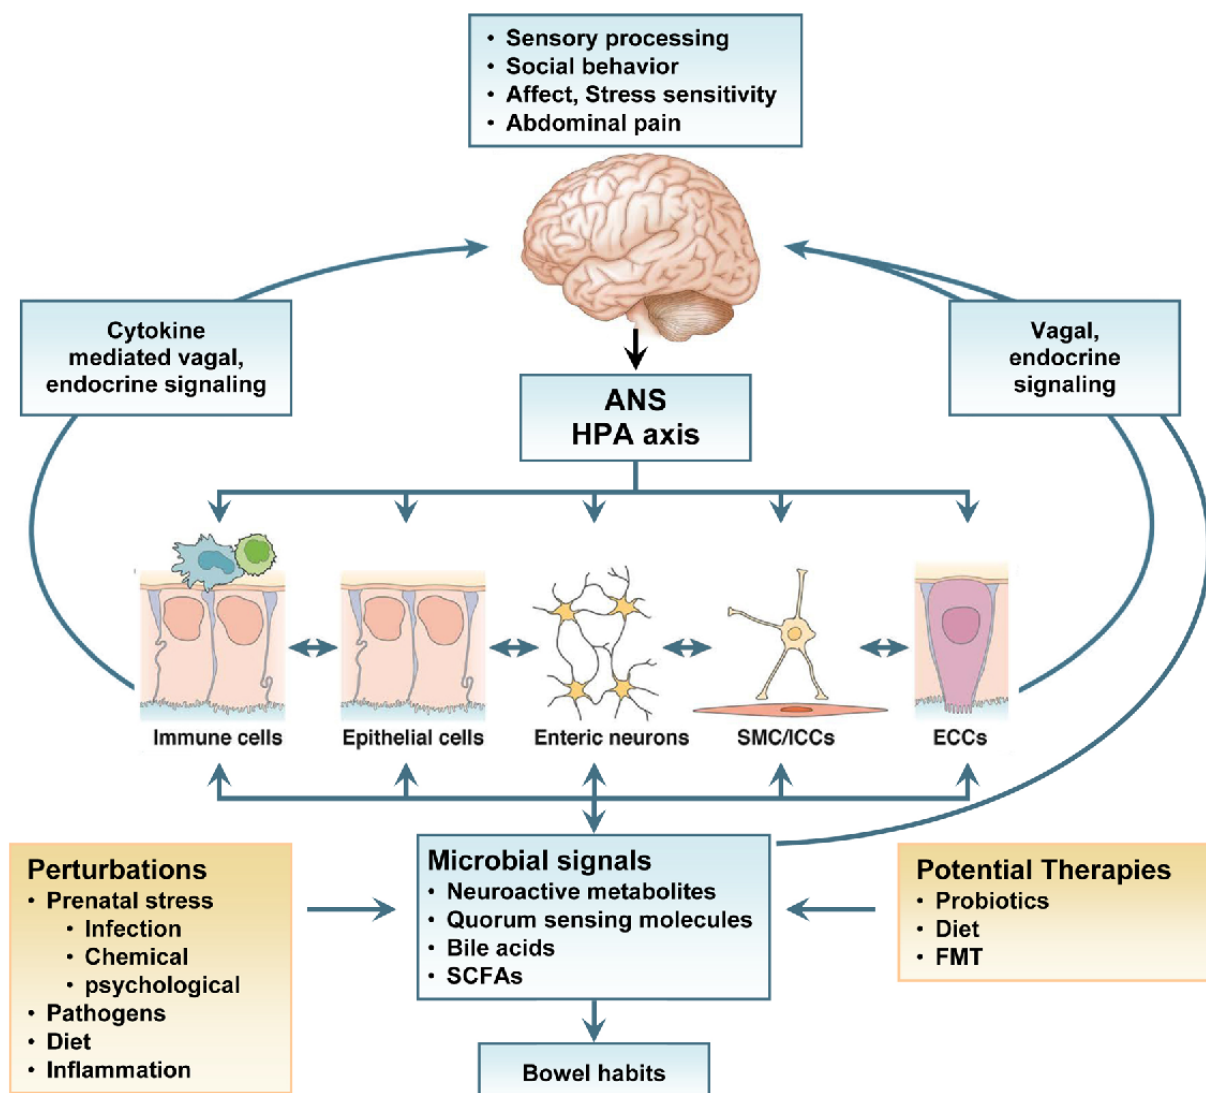 • Sensory processing
• Social behavior
• Affect, Stress sensitivity
• Abdominal pain
Cytokine
mediated vagal,
endocrine signaling
Vagal,
endocrine
signaling
ANS
HPA axis
Immune cells
Epithelial cells
Enteric neurons
SMC/ICCs
ECCs
Perturbations
• Prenatal stress
• Infection
• Chemical
• psychological
• Pathogens
• Diet
• Inflammation
Microbial signals
• Neuroactive metabolites
• Quorum sensing molecules
• Bile acids
• SCFAs
Potential Therapies
• Probiotics
• Diet
• FMT
Bowel habits